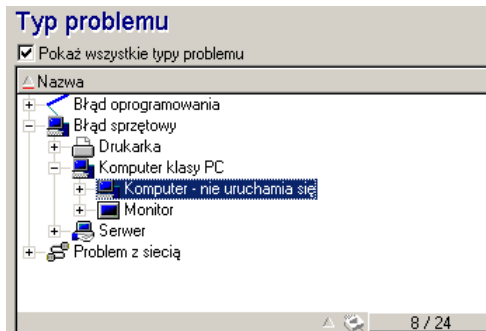 Typ problemu
Pokaż wszystkie typy problemu
Nazwa
Błąd oprogramowania
Błąd sprzętowy
Drukarka
Komputer klasy PC
Komputer - nie uruchamia się
Monitor
Serwer
Problem z siecią
8 / 24